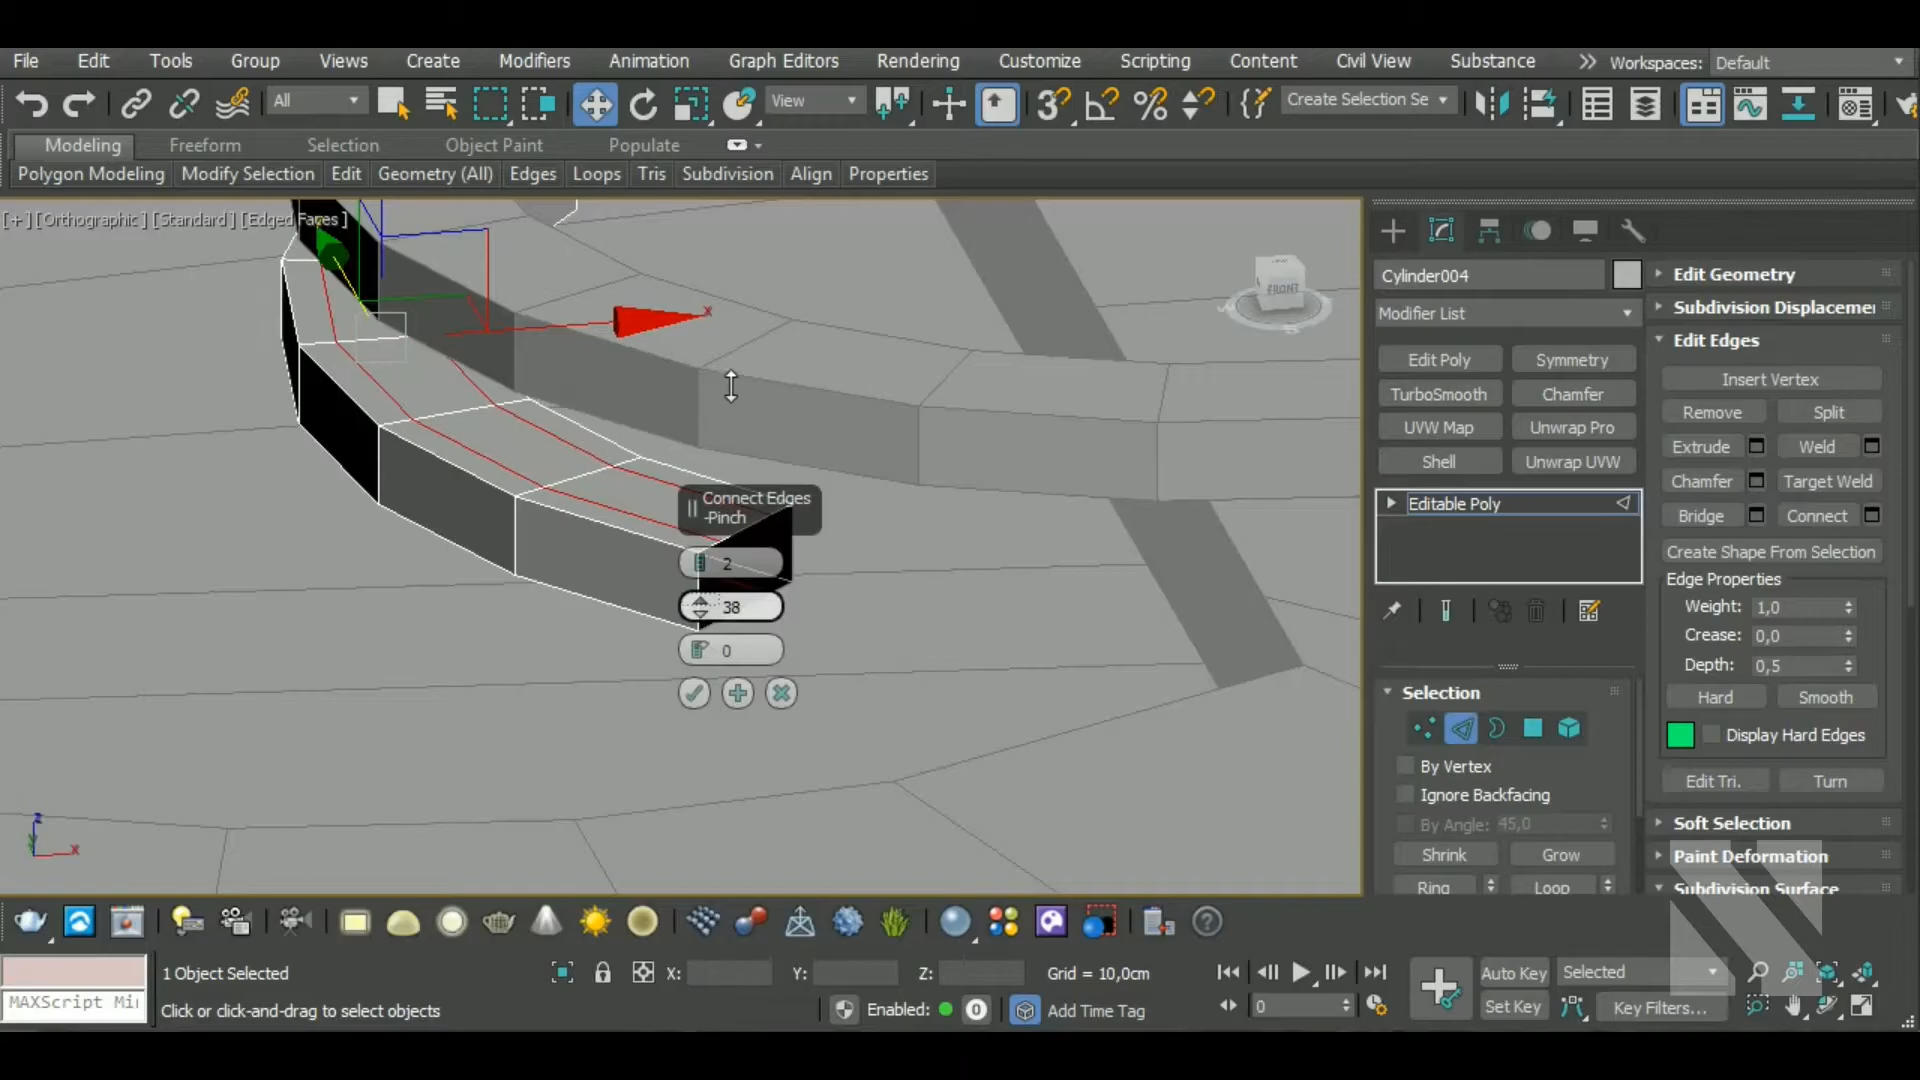 File Edit Tools Group Views Create Modifiers Animation Graph Editors Rendering Customize Scripting Content Civil View Substance Workspaces: Default
All View Create Selection Se
Modeling Freeform Selection Object Paint Populate
Polygon Modeling Modify Selection Edit Geometry (All) Edges Loops Tris Subdivision Align Properties
[+] [Orthographic] [Standard] [Edged Faces]
FRONT
x
Connect Edges
-Pinch
2
38
0
z
x
Cylinder004
Modifier List
Edit Poly Symmetry
TurboSmooth Chamfer
UVW Map Unwrap Pro
Shell Unwrap UVW
Editable Poly
Selection
By Vertex
Ignore Backfacing
By Angle: 45,0
Shrink Grow
Ring Loop
Edit Geometry
Subdivision Displacemen
Edit Edges
Insert Vertex
Remove Split
Extrude Weld
Chamfer Target Weld
Bridge Connect
Create Shape From Selection
Edge Properties
Weight: 1,0
Crease: 0,0
Depth: 0,5
Hard Smooth
Display Hard Edges
Edit Tri. Turn
Soft Selection
Paint Deformation
Subdivision Surface
1 Object Selected X: Y: Z: Grid = 10,0cm Auto Key Selected
MAXScript Mi
Click or click-and-drag to select objects Enabled: 0 Add Time Tag 0 Set Key Key Filters...